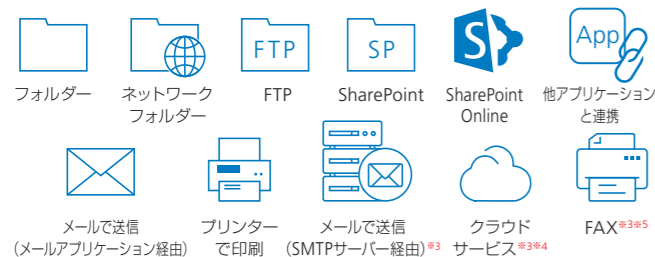 FTP
SP
S
App
フォルダー
ネットワーク
フォルダー
FTP
SharePoint
SharePoint
Online
他アプリケーション
と連携
メールで送信
(メールアプリケーション経由)
プリンター
で印刷
メールで送信
(SMTPサーバー経由)※3
クラウド
サービス※3※4
FAX※3※5